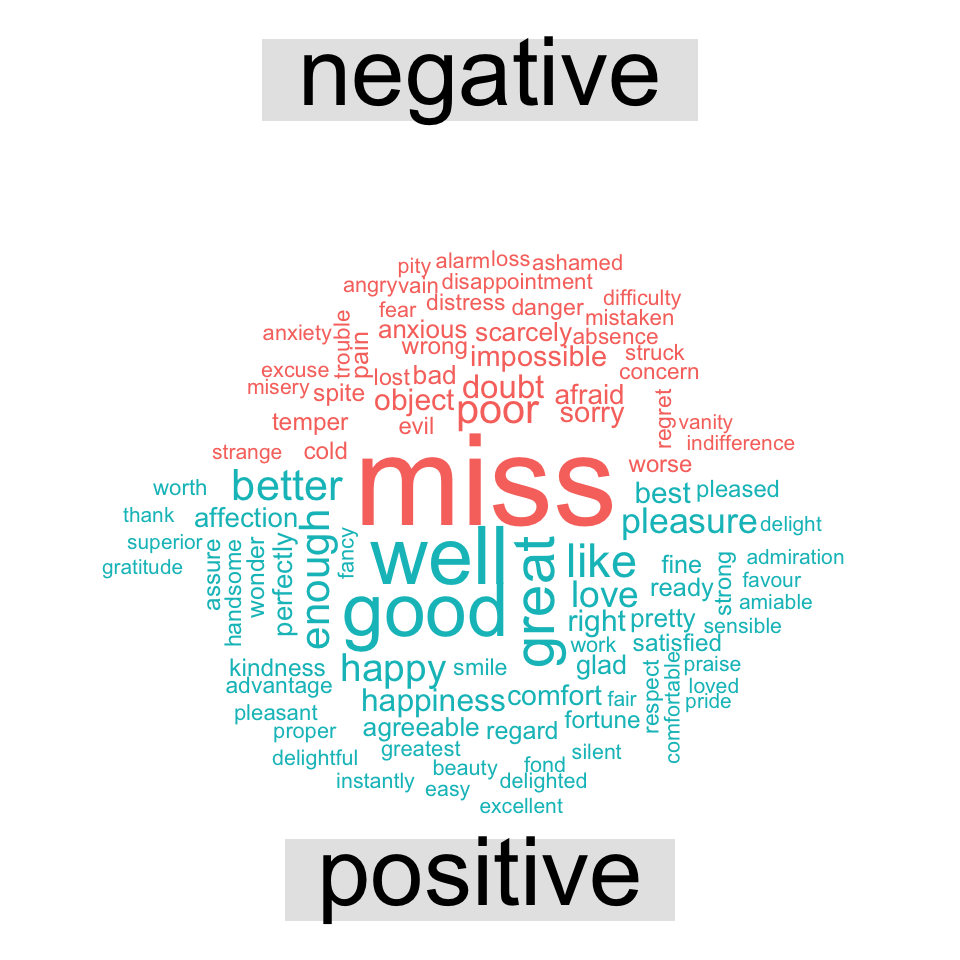 negative
pity alarm loss ashamed
angry vain disappointment
fear distress danger difficulty
mistaken
anxiety trouble pain anxious scarcely absence
wrong impossible struck
excuse lost bad concern
misery spite object doubt afraid
temper evil poor sorry regret vanity
strange cold miss worse indifference
worth better best pleased
thank affection pleasure delight
superior enough fancy well great like
gratitude assure handsome wonder perfectly fine strong admiration
good love ready favour
right pretty amiable
work satisfied sensible
kindness happy smile glad respect comfortable praise
advantage happiness comfort fair loved
pleasant pride
proper agreeable regard fortune
delightful greatest silent
instantly beauty fond
easy delighted
excellent
positive